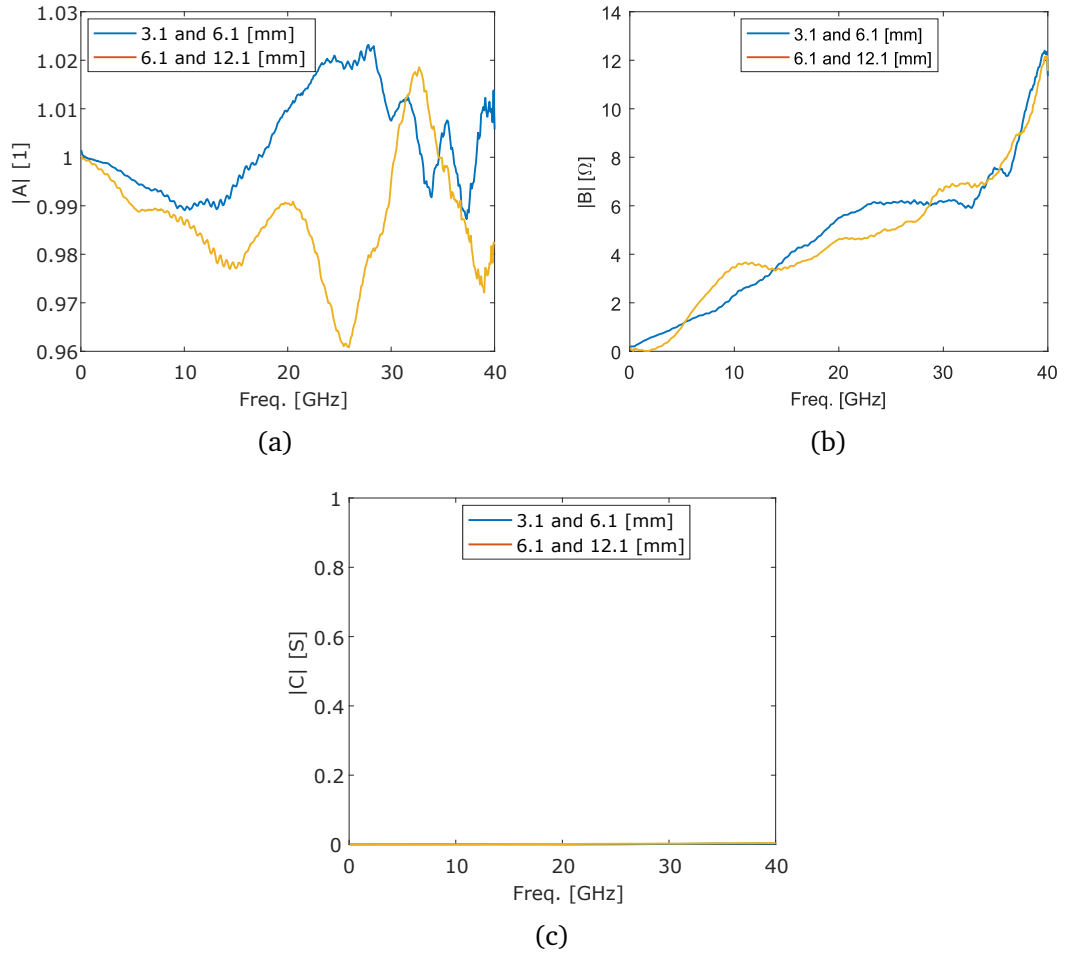 1.03
1.02
1.01
1
0.99
0.98
0.97
0.96
|A| [1]
3.1 and 6.1 [mm]
6.1 and 12.1 [mm]
0 10 20 30 40
Freq. [GHz]
(a)
14
12
10
8
6
4
2
0
|B| [Ω]
3.1 and 6.1 [mm]
6.1 and 12.1 [mm]
0 10 20 30 40
Freq. [GHz]
(b)
1
0.8
0.6
0.4
0.2
0
|C| [S]
3.1 and 6.1 [mm]
6.1 and 12.1 [mm]
0 10 20 30 40
Freq. [GHz]
(c)